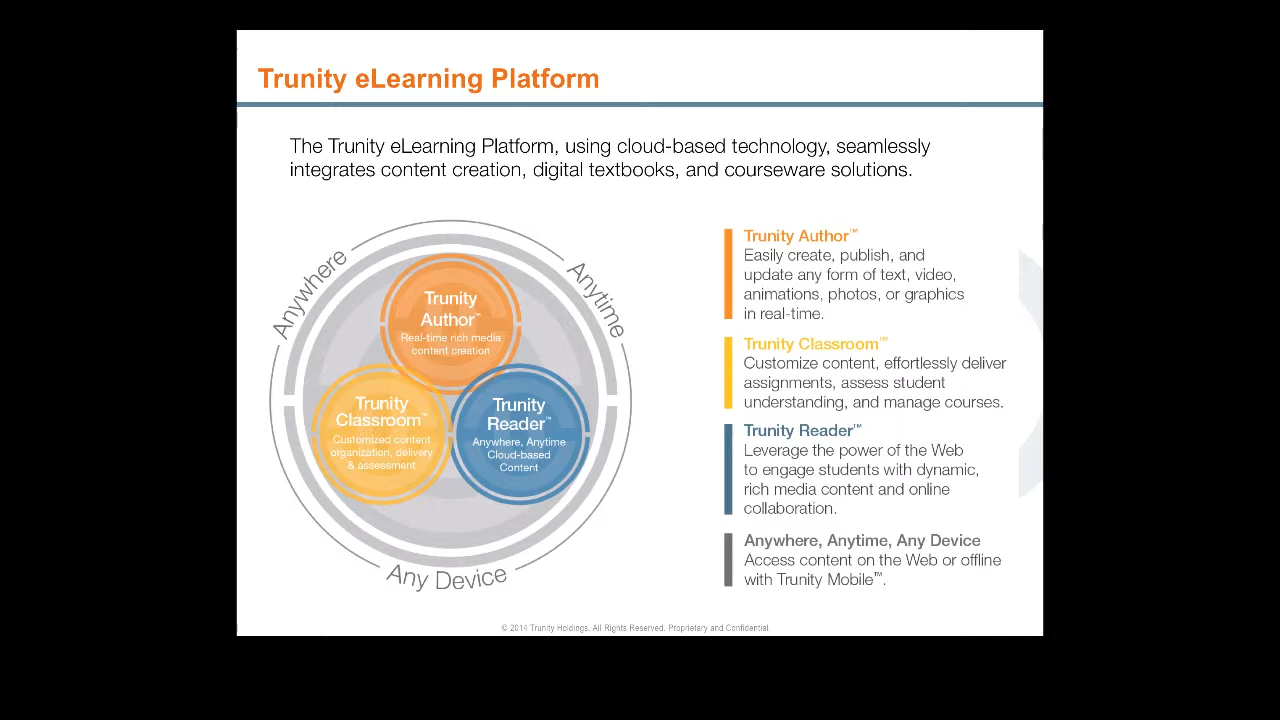 Trunity eLearning Platform
The Trunity eLearning Platform, using cloud-based technology, seamlessly
integrates content creation, digital textbooks, and courseware solutions.
Anywhere
Anytime
Any Device
Trunity
Author™
Real-time rich media
content creation
Trunity
Classroom™
Customized content
organization, delivery
& assessment
Trunity
Reader™
Anywhere, Anytime
Cloud-based
Content
Trunity Author™
Easily create, publish, and
update any form of text, video,
animations, photos, or graphics
in real-time.
Trunity Classroom™
Customize content, effortlessly deliver
assignments, assess student
understanding, and manage courses.
Trunity Reader™
Leverage the power of the Web
to engage students with dynamic,
rich media content and online
collaboration.
Anywhere, Anytime, Any Device
Access content on the Web or offline
with Trunity Mobile™.
© 2014 Trunity Holdings. All Rights Reserved. Proprietary and Confidential.